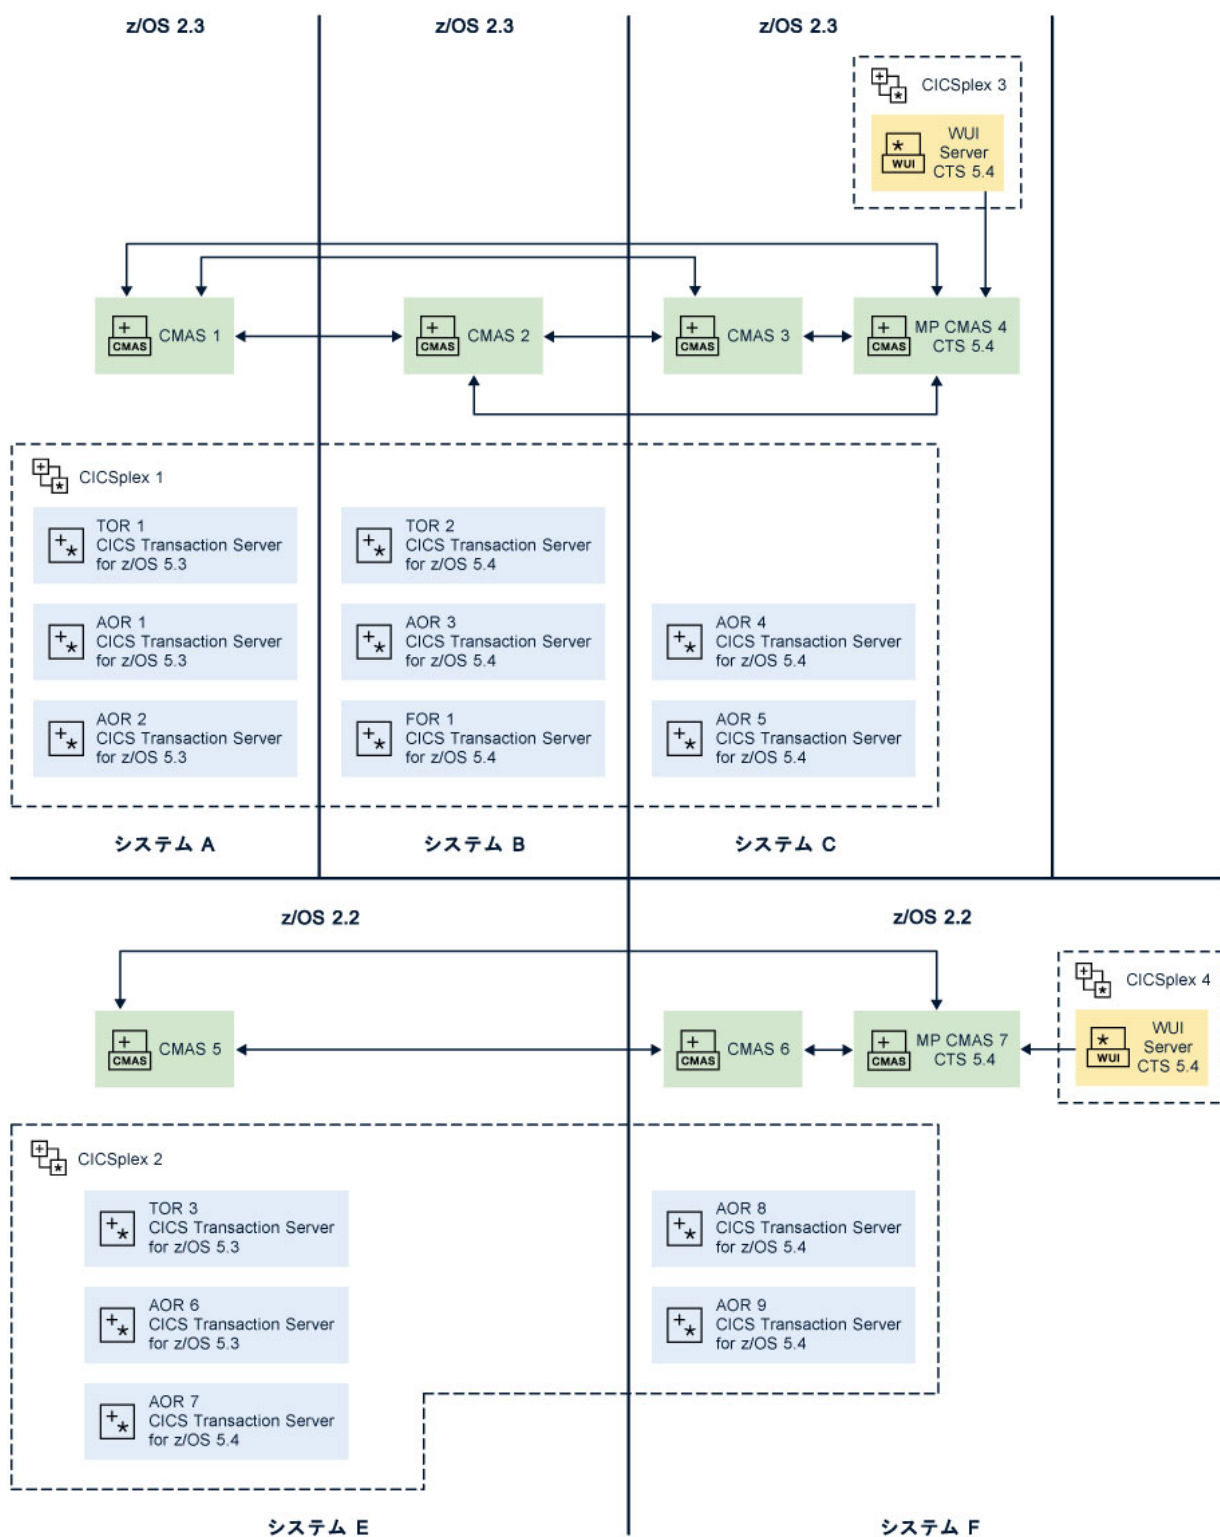 z/OS 2.3
z/OS 2.3
z/OS 2.3
CICSplex 3
WUI
WUI
Server
CTS 5.4
CMAS
CMAS 1
CMAS
CMAS 2
CMAS
CMAS 3
CMAS
MP CMAS 4
CTS 5.4
CICSplex 1
TOR 1
CICS Transaction Server
for z/OS 5.3
TOR 2
CICS Transaction Server
for z/OS 5.4
AOR 1
CICS Transaction Server
for z/OS 5.3
AOR 3
CICS Transaction Server
for z/OS 5.4
AOR 4
CICS Transaction Server
for z/OS 5.4
AOR 2
CICS Transaction Server
for z/OS 5.3
FOR 1
CICS Transaction Server
for z/OS 5.4
AOR 5
CICS Transaction Server
for z/OS 5.4
システム A
システム B
システム C
z/OS 2.2
z/OS 2.2
CICSplex 4
CMAS
CMAS 5
CMAS
CMAS 6
CMAS
MP CMAS 7
CTS 5.4
WUI
WUI
Server
CTS 5.4
CICSplex 2
TOR 3
CICS Transaction Server
for z/OS 5.3
AOR 8
CICS Transaction Server
for z/OS 5.4
AOR 6
CICS Transaction Server
for z/OS 5.3
AOR 9
CICS Transaction Server
for z/OS 5.4
AOR 7
CICS Transaction Server
for z/OS 5.4
システム E
システム F